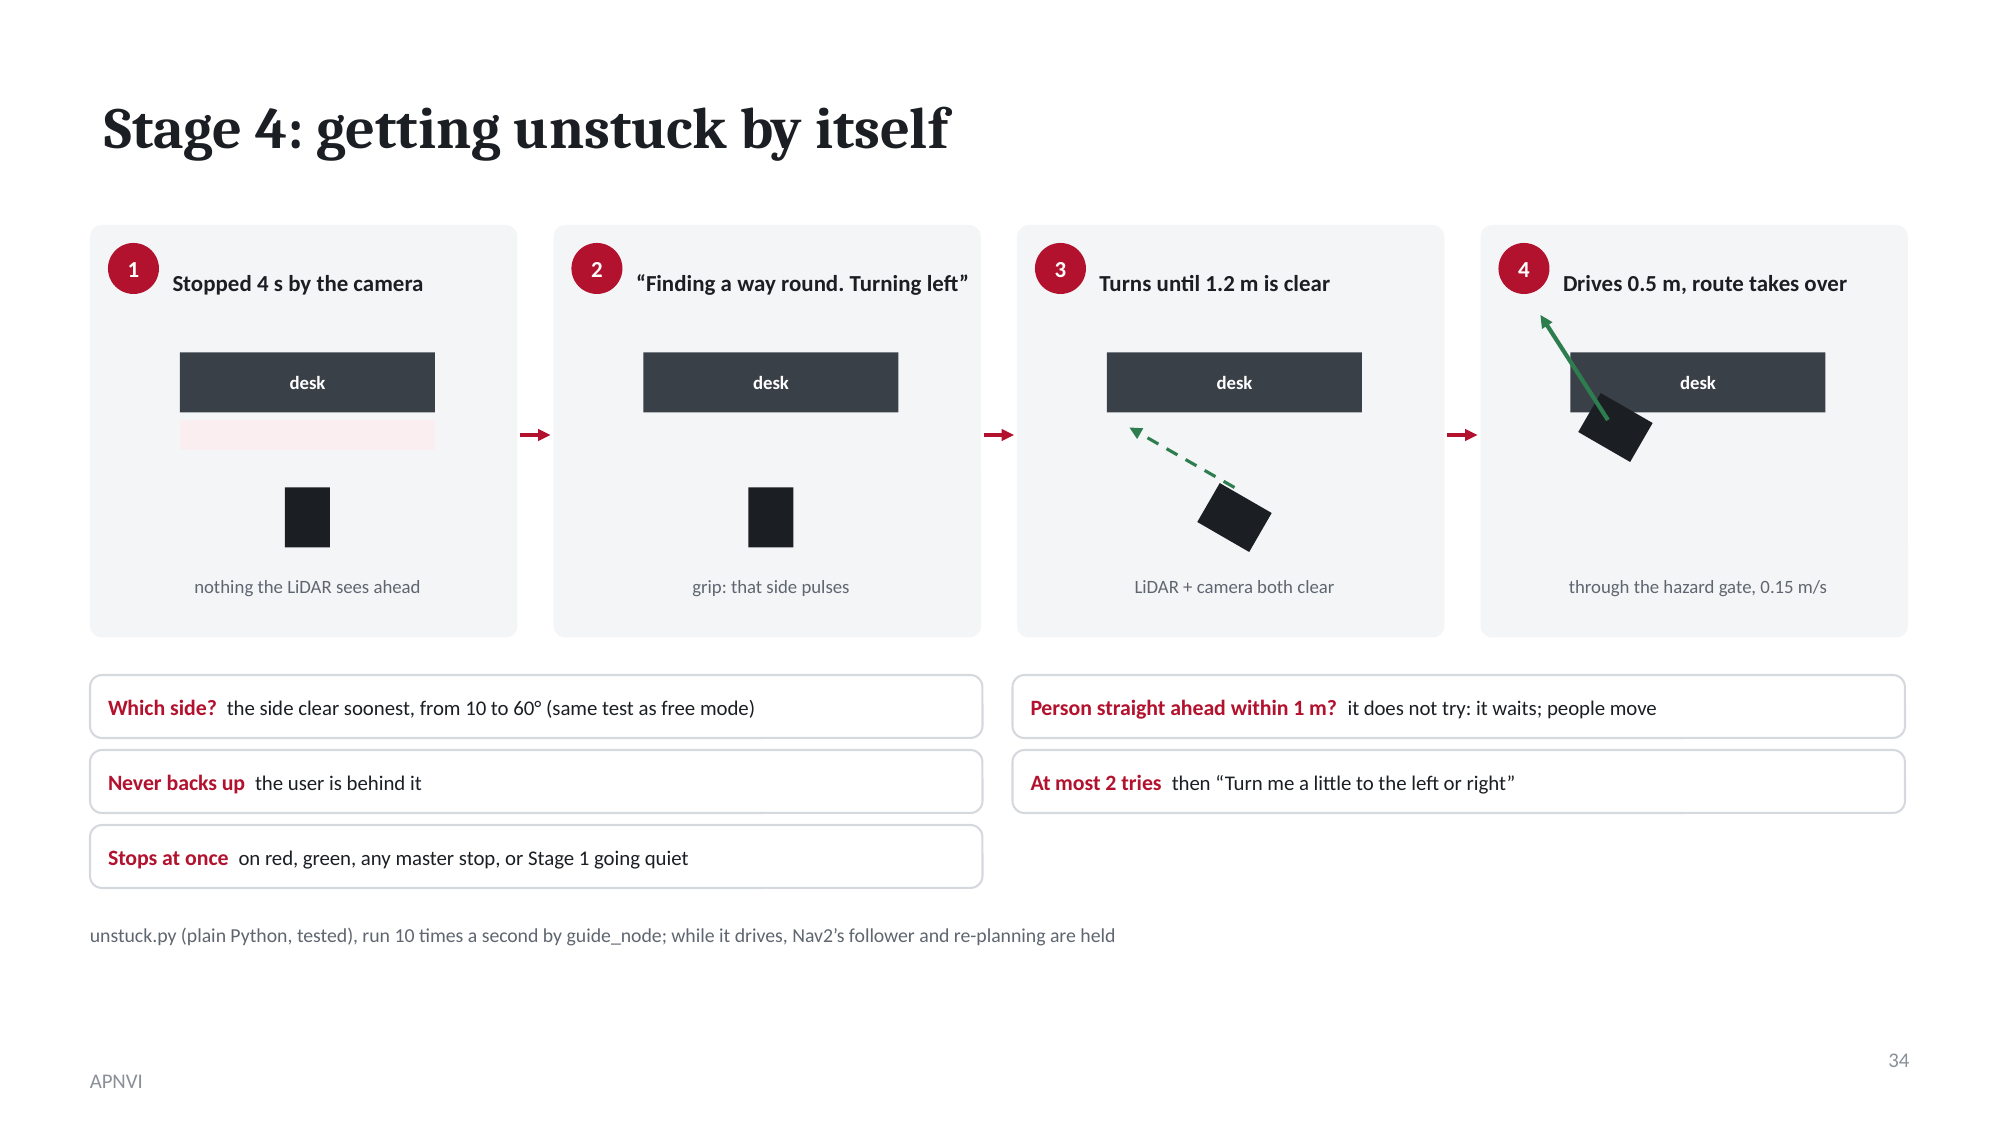 Stage 4: getting unstuck by itself
1
Stopped 4 s by the camera
desk
nothing the LiDAR sees ahead
2
“Finding a way round. Turning left”
desk
grip: that side pulses
3
Turns until 1.2 m is clear
desk
LiDAR + camera both clear
4
Drives 0.5 m, route takes over
desk
through the hazard gate, 0.15 m/s
Which side? the side clear soonest, from 10 to 60° (same test as free mode)
Person straight ahead within 1 m? it does not try: it waits; people move
Never backs up the user is behind it
At most 2 tries then “Turn me a little to the left or right”
Stops at once on red, green, any master stop, or Stage 1 going quiet
unstuck.py (plain Python, tested), run 10 times a second by guide_node; while it drives, Nav2’s follower and re-planning are held
APNVI
34